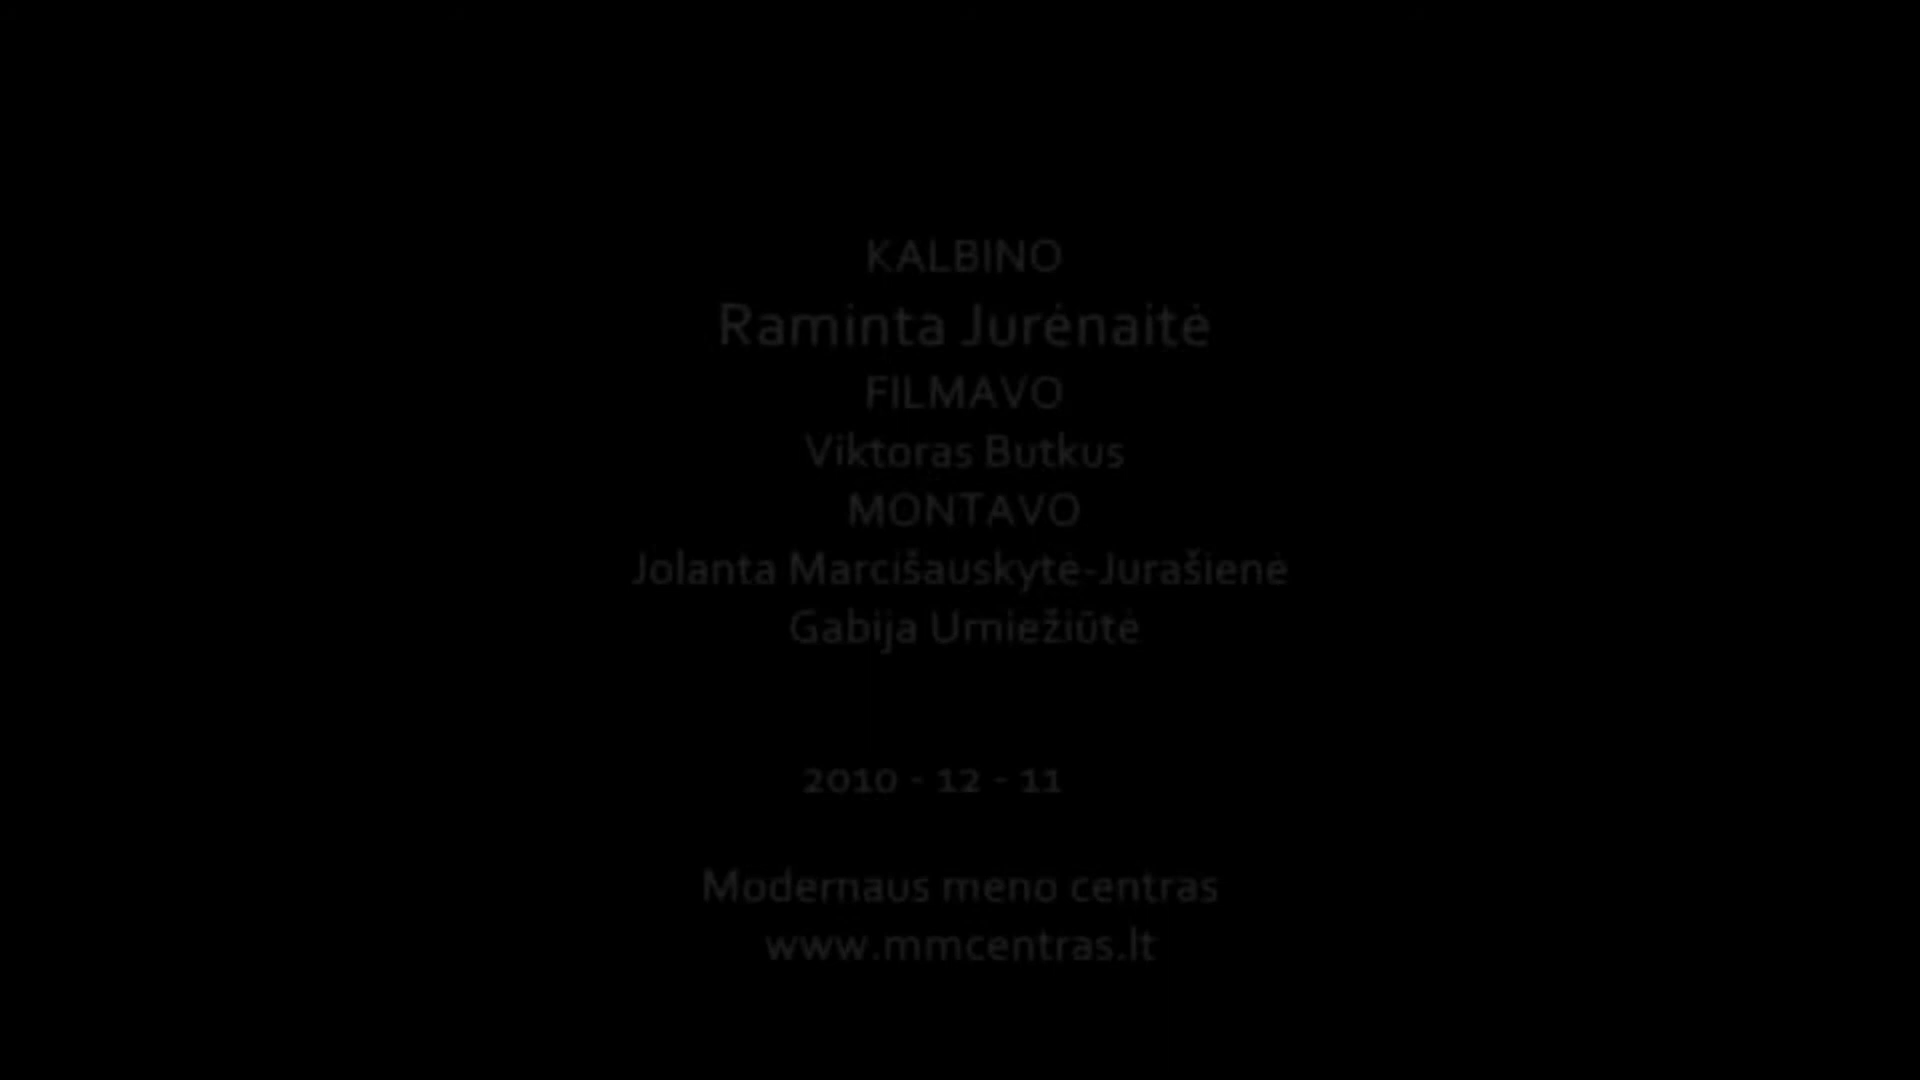 KALBINO
Raminta Jurėnaitė
FILMAVO
Viktoras Butkus
MONTAVO
Jolanta Marcišauskytė-Jurašienė
Gabija Umiežiūtė
2010 - 12 - 11
Modernaus meno centras
www.mmcentras.lt